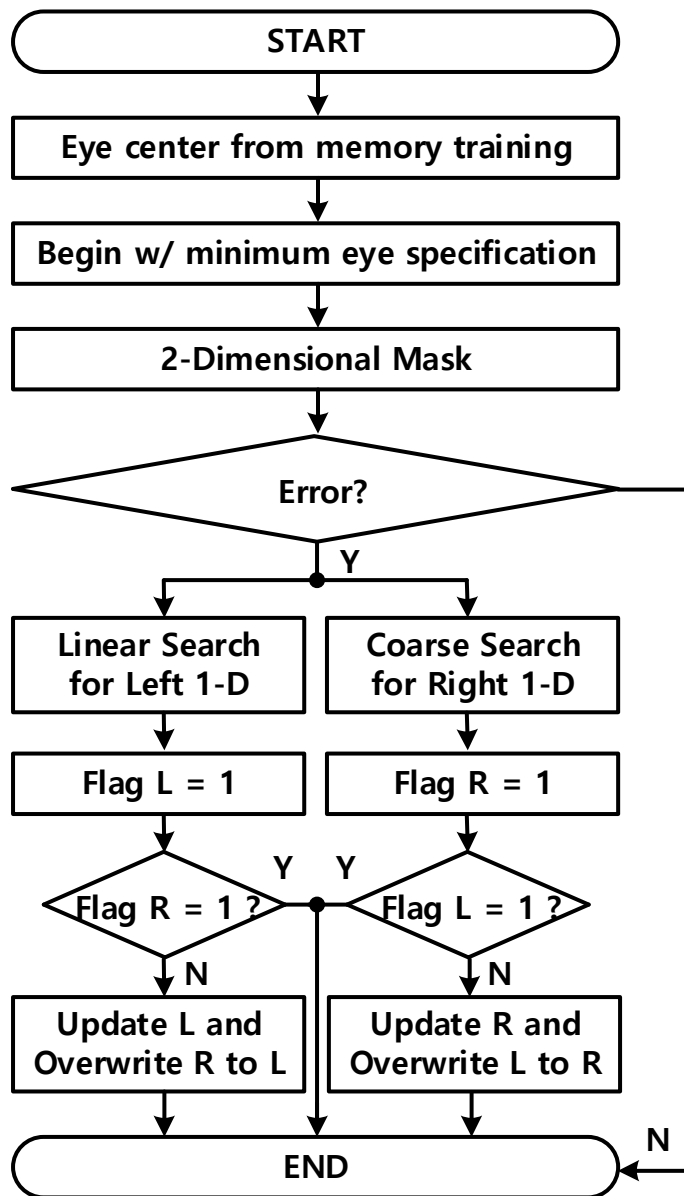 START
Eye center from memory training
Begin w/ minimum eye specification
2-Dimensional Mask
Error?
Y
Linear Search
for Left 1-D
Coarse Search
for Right 1-D
Flag L = 1
Flag R = 1
Y
Y
Flag R = 1 ?
Flag L = 1 ?
N
N
Update L and
Overwrite R to L
Update R and
Overwrite L to R
N
END